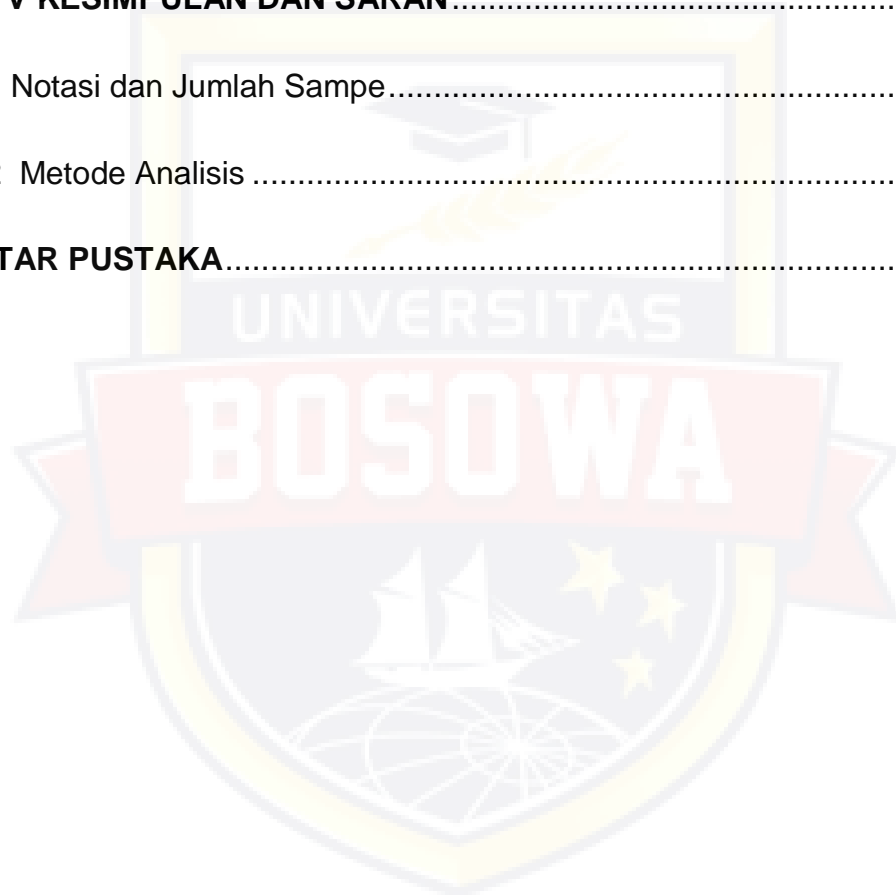 V KESIMPULAN DAN SARAN........................................................
Notasi dan Jumlah Sampe........................................................
Metode Analisis........................................................
TAR PUSTAKA........................................................
UNIVERSITAS
BOSOWA